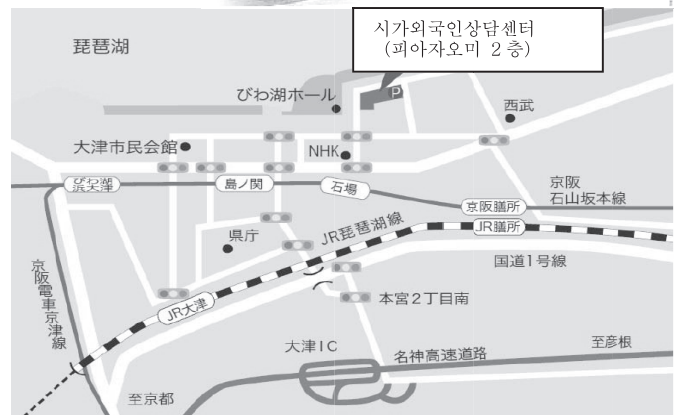 시가외국인상담센터
(피아자오미 2층)
琵琶湖
びわ湖ホール
P
西武
大津市民会館
NHK
びわ湖
浜大津
島ノ関
石場
京阪膳所
京阪
石山坂本線
JR琵琶湖線
JR膳所
県庁
国道1号線
京阪電車京津線
JR大津
本宮2丁目南
大津IC
名神高速道路
至彦根
至京都